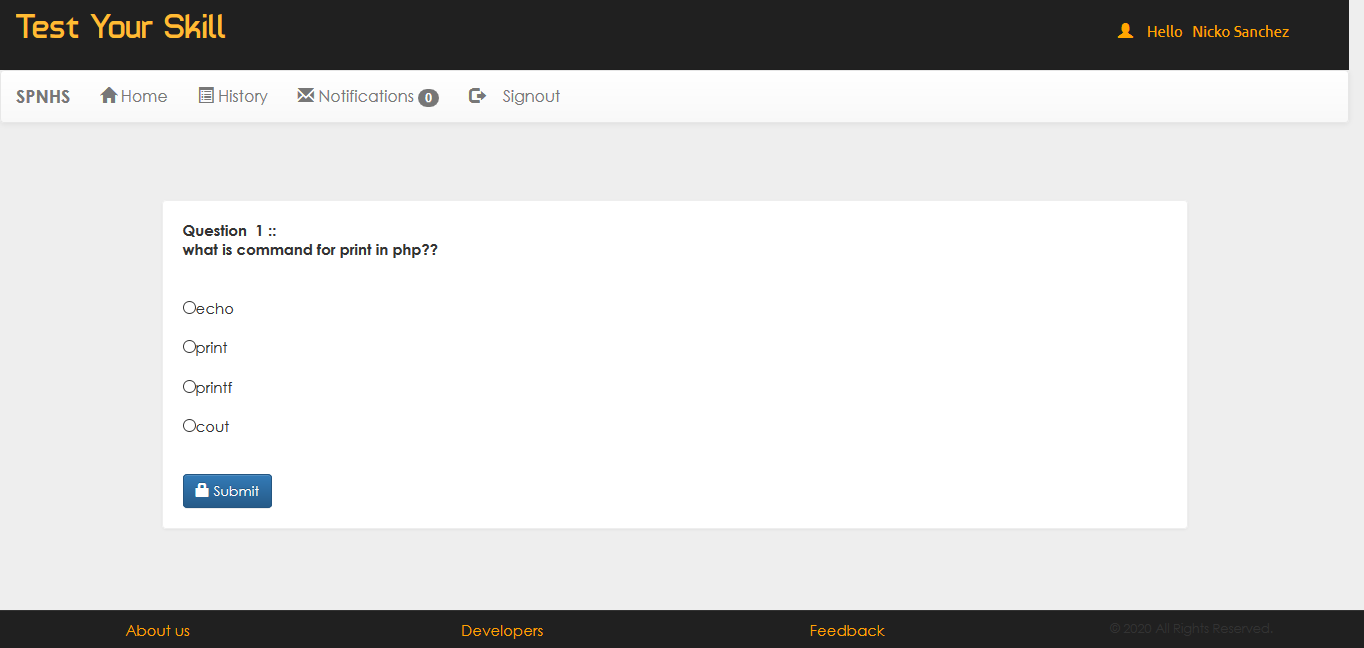 Test Your Skill
Hello Nicko Sanchez
SPNHS Home History Notifications 0 Signout
Question 1 ::
what is command for print in php??
echo
print
printf
cout
Submit
About us Developers Feedback © 2020 All Rights Reserved.